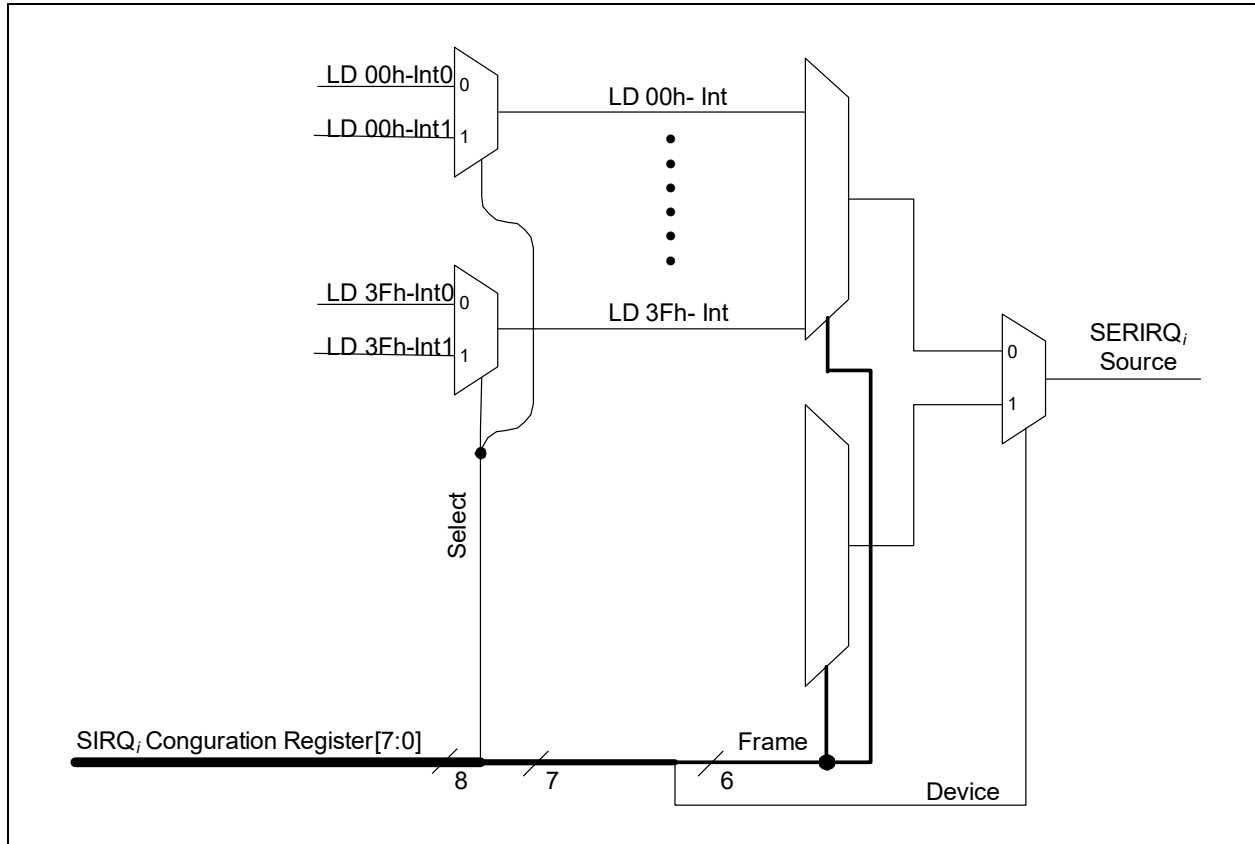 LD 00h-Int0
0
LD 00h-Int1
1
LD 00h- Int
LD 3Fh-Int0
0
LD 3Fh-Int1
1
LD 3Fh- Int
0
1
SERIRQi
Source
Select
SIRQi Conguration Register[7:0]
8
7
Frame
6
Device